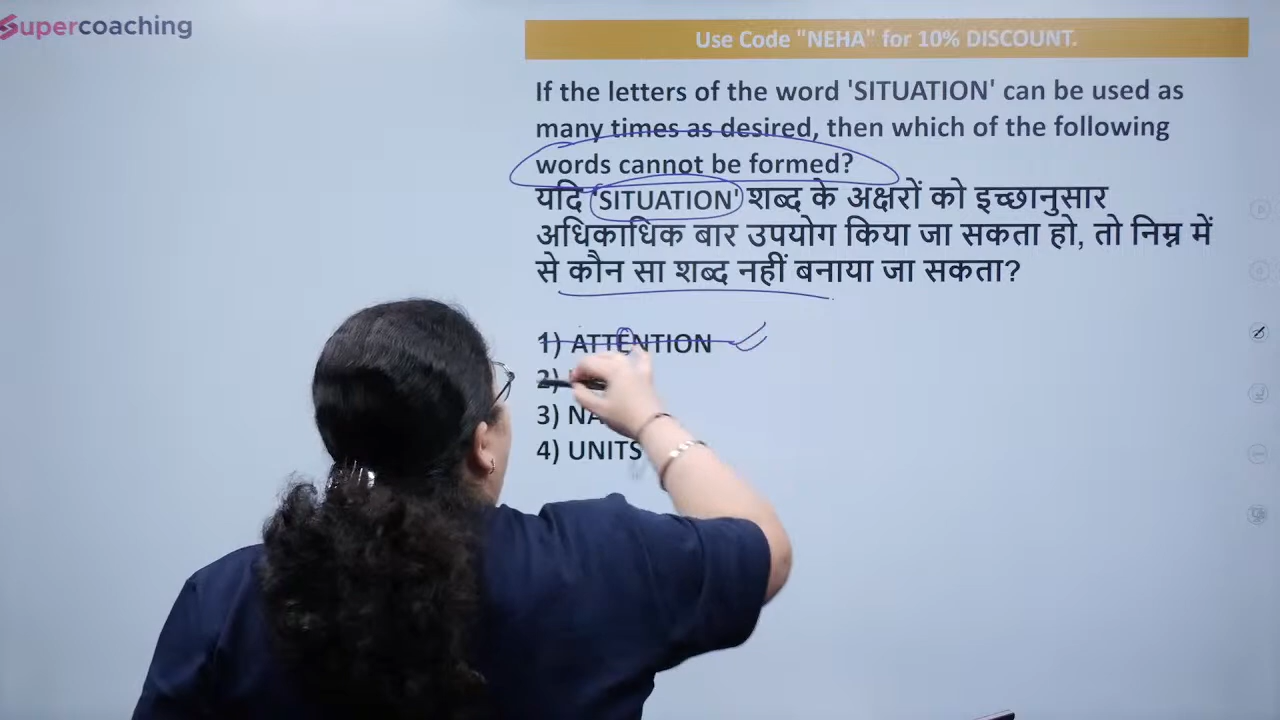 Supercoaching
Use Code "NEHA" for 10% DISCOUNT.
If the letters of the word 'SITUATION' can be used as
many times as desired, then which of the following
words cannot be formed?
यदि 'SITUATION' शब्द के अक्षरों को इच्छानुसार
अधिकाधिक बार उपयोग किया जा सकता हो, तो निम्न में
से कौन सा शब्द नहीं बनाया जा सकता?
1) ATTENTION
2)
3)
4) UNITS